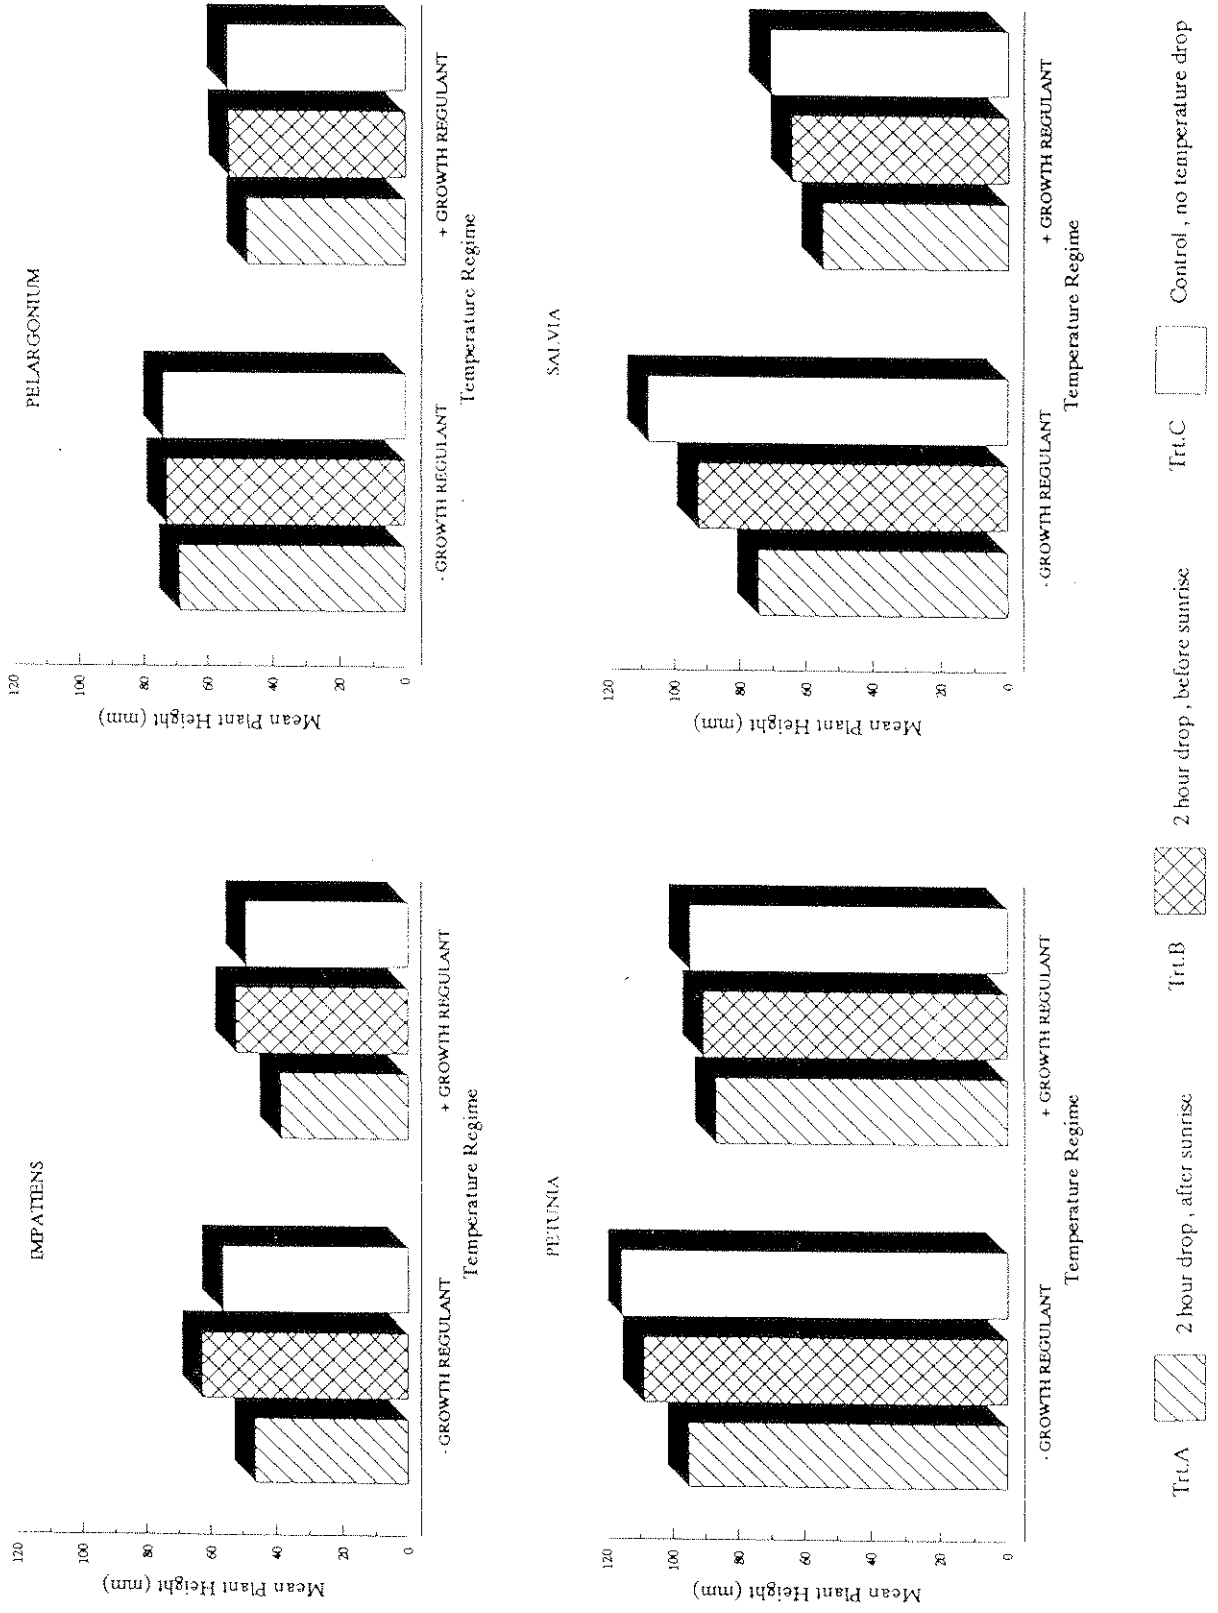 IMPATIENS
Mean Plant Height (mm)
120
100
80
60
40
20
0
- GROWTH REGULANT
+ GROWTH REGULANT
Temperature Regime
PELARGONIUM
Mean Plant Height (mm)
120
100
80
60
40
20
0
- GROWTH REGULANT
+ GROWTH REGULANT
Temperature Regime
PETUNIA
Mean Plant Height (mm)
120
100
80
60
40
20
0
- GROWTH REGULANT
+ GROWTH REGULANT
Temperature Regime
SALVIA
Mean Plant Height (mm)
120
100
80
60
40
20
0
- GROWTH REGULANT
+ GROWTH REGULANT
Temperature Regime
Trt.A 2 hour drop , after sunrise Trt.B 2 hour drop , before sunrise Trt.C Control , no temperature drop